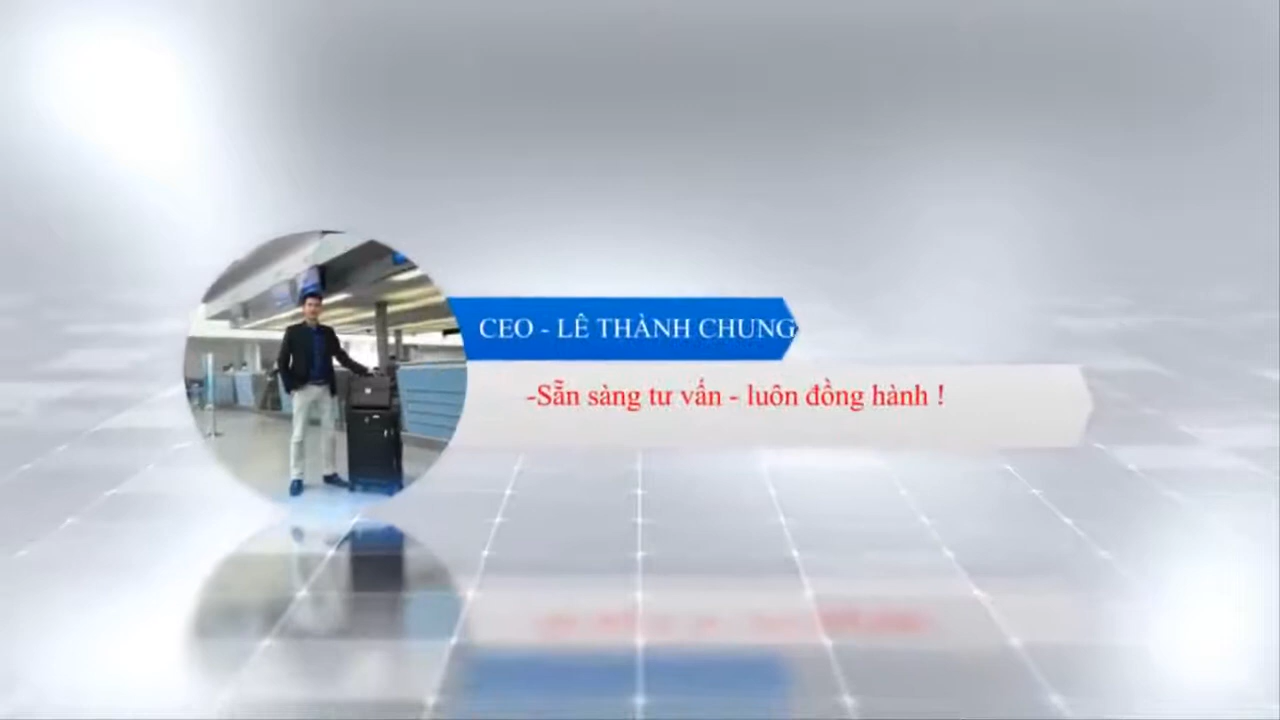 CEO - LÊ THÀNH CHUNG
-Sẵn sàng tư vấn - luôn đồng hành !